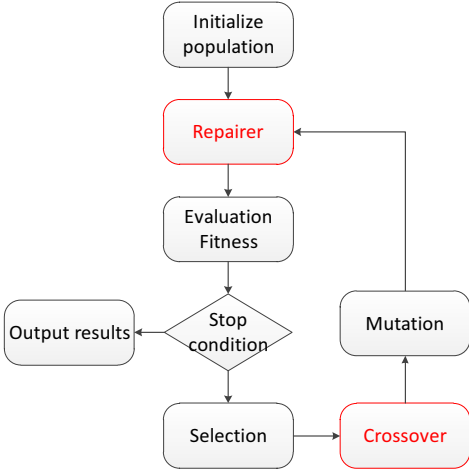 Initialize
population
Repairer
Evaluation
Fitness
Stop
condition
Output results
Mutation
Selection
Crossover